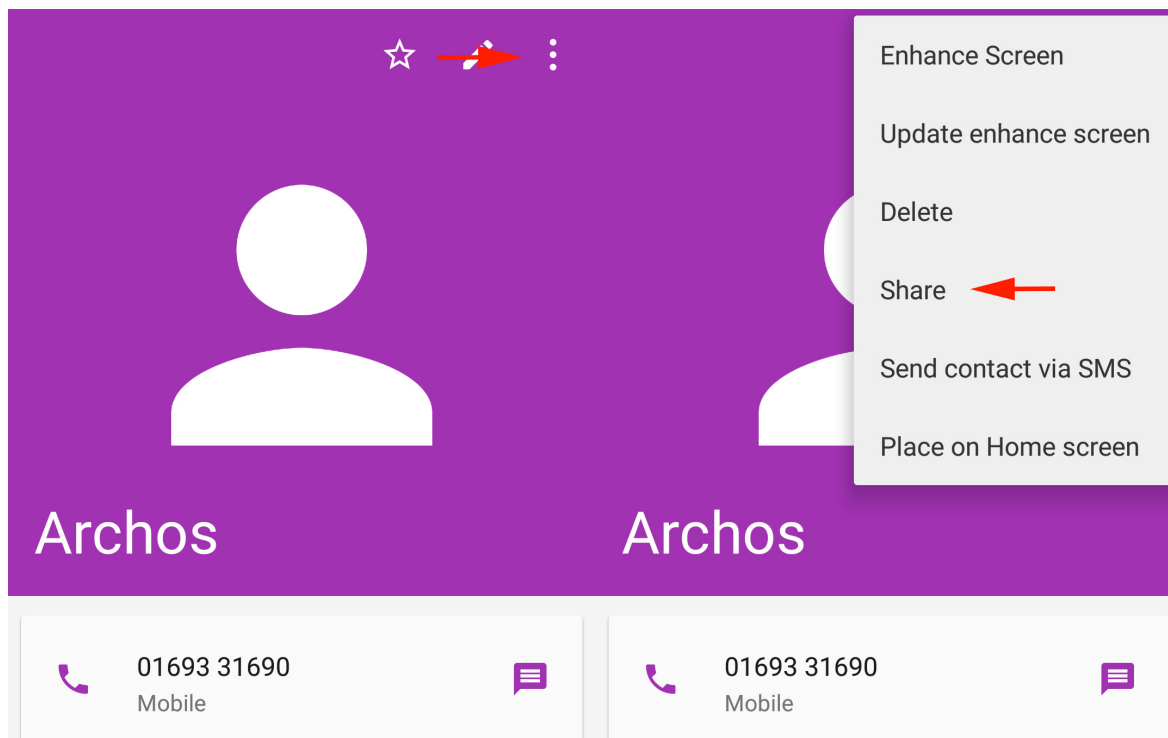 Archos
01693 31690
Mobile
Enhance Screen
Update enhance screen
Delete
Share
Send contact via SMS
Place on Home screen
Archos
01693 31690
Mobile